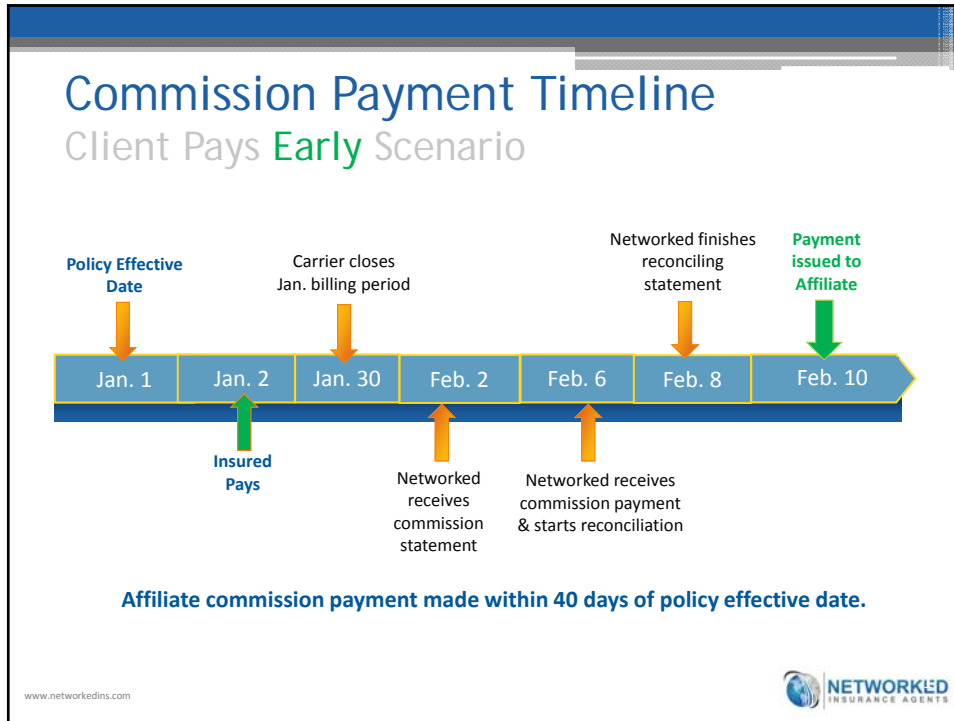 Commission Payment Timeline
Client Pays Early Scenario
Policy Effective
Date
Carrier closes
Jan. billing period
Networked finishes
reconciling
statement
Payment
issued to
Affiliate
Jan. 1
Jan. 2
Jan. 30
Feb. 2
Feb. 6
Feb. 8
Feb. 10
Insured
Pays
Networked
receives
commission
statement
Networked receives
commission payment
& starts reconciliation
Affiliate commission payment made within 40 days of policy effective date.
www.networkedins.com
NETWORKED
INSURANCE AGENTS